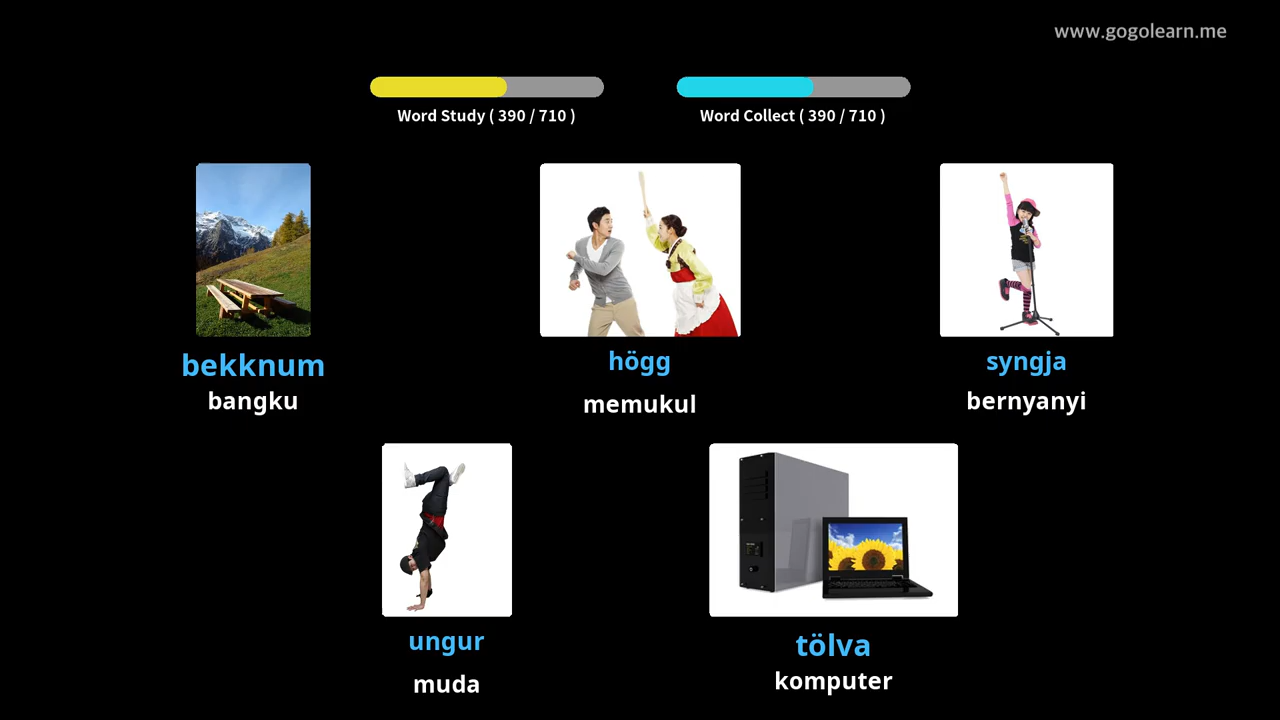 www.gogolearn.me
Word Study ( 390 / 710 )
Word Collect ( 390 / 710 )
bekknum
bangku
högg
memukul
syngja
bernyanyi
ungur
muda
tölva
komputer